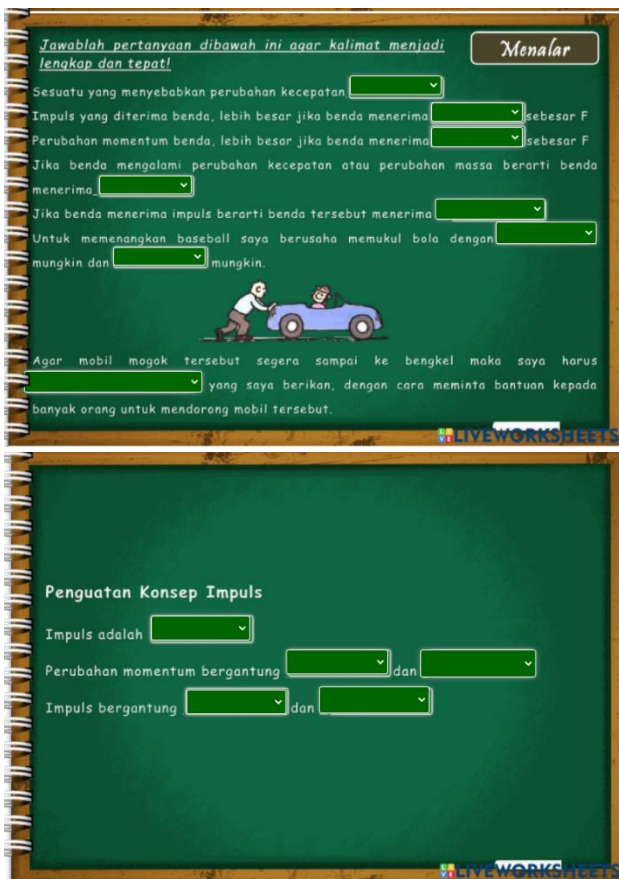 Jawablah pertanyaan dibawah ini agar kalimat menjadi
lengkap dan tepat!
Menalar
Sesuatu yang menyebabkan perubahan kecepatan
Impuls yang diterima benda, lebih besar jika benda menerima sebesar F
Perubahan momentum benda, lebih besar jika benda menerima sebesar F
Jika benda mengalami perubahan kecepatan atau perubahan massa berarti benda
menerima
Jika benda menerima impuls berarti benda tersebut menerima
Untuk memenangkan baseball saya berusaha memukul bola dengan
mungkin dan mungkin.
Agar mobil mogok tersebut segera sampai ke bengkel maka saya harus
yang saya berikan, dengan cara meminta bantuan kepada
banyak orang untuk mendorong mobil tersebut.
LIVEWORKSHEETS
Penguatan Konsep Impuls
Impuls adalah
Perubahan momentum bergantung dan
Impuls bergantung dan
LIVEWORKSHEETS